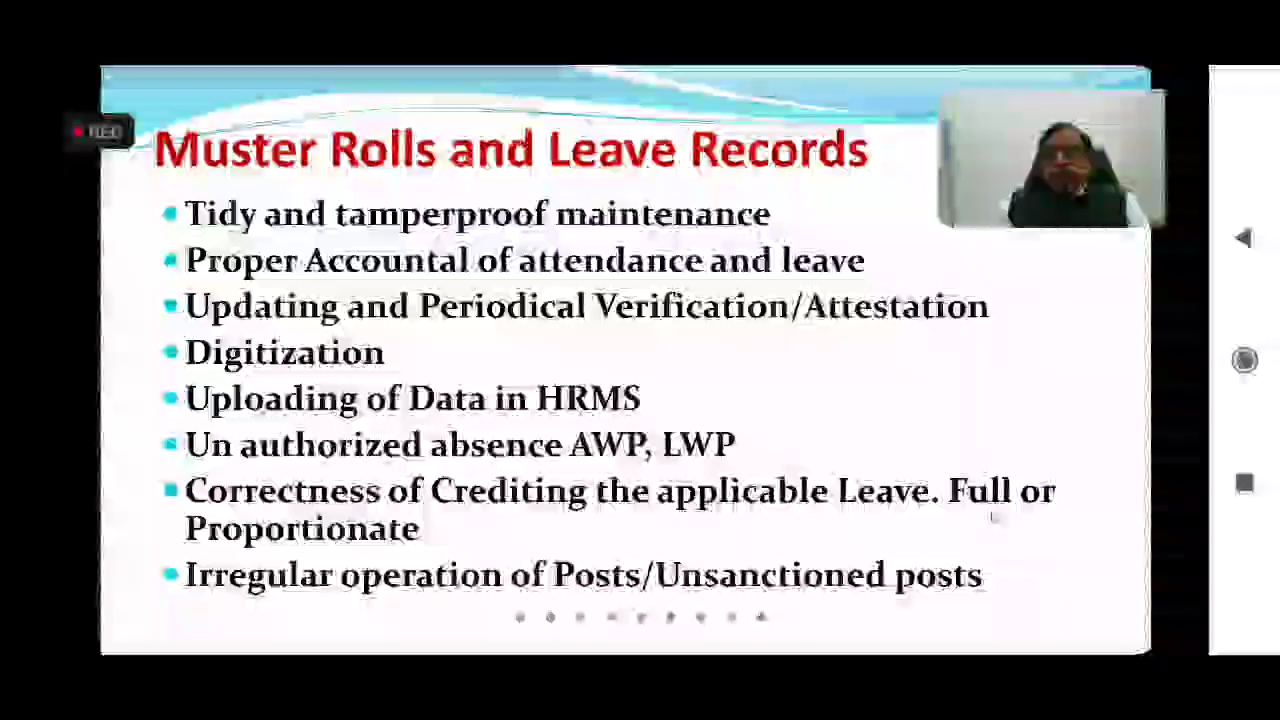 REC
Muster Rolls and Leave Records
Tidy and tamperproof maintenance
Proper Accountal of attendance and leave
Updating and Periodical Verification/Attestation
Digitization
Uploading of Data in HRMS
Un authorized absence AWP, LWP
Correctness of Crediting the applicable Leave. Full or
Proportionate
Irregular operation of Posts/Unsanctioned posts